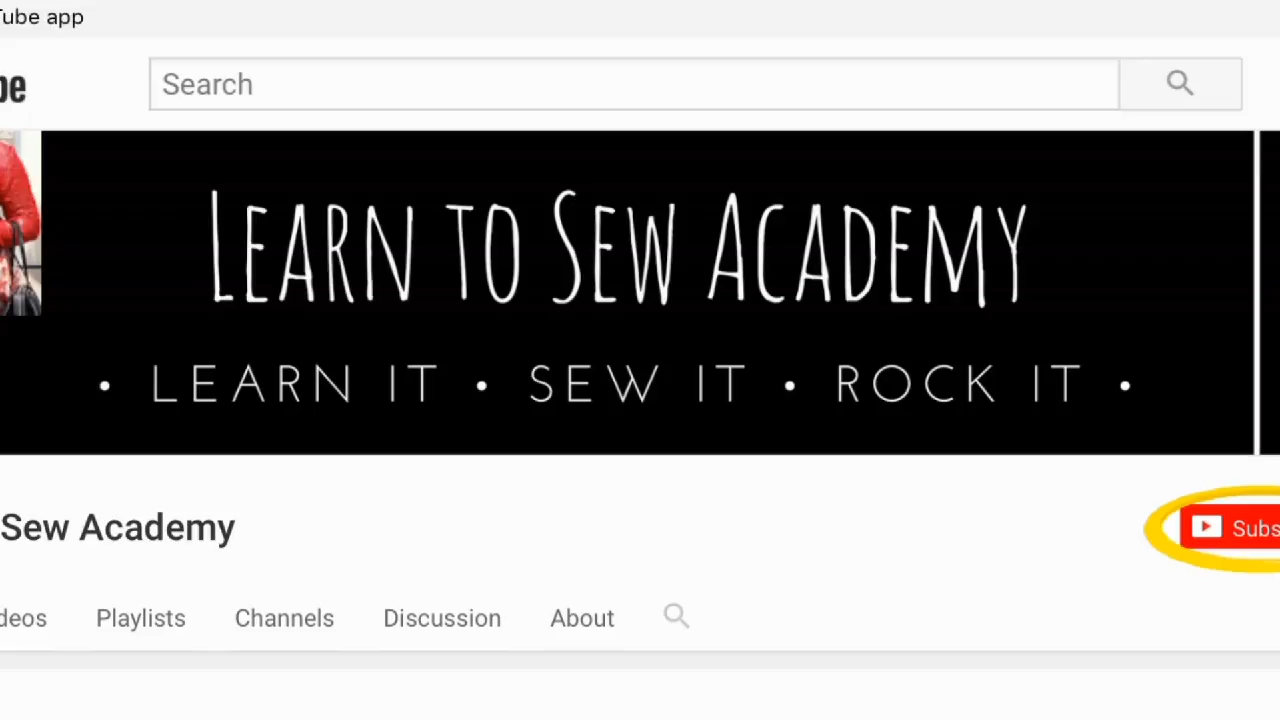 Tube app
be
Search
LEARN TO SEW ACADEMY
• LEARN IT • SEW IT • ROCK IT •
Sew Academy
Subs
deos Playlists Channels Discussion About